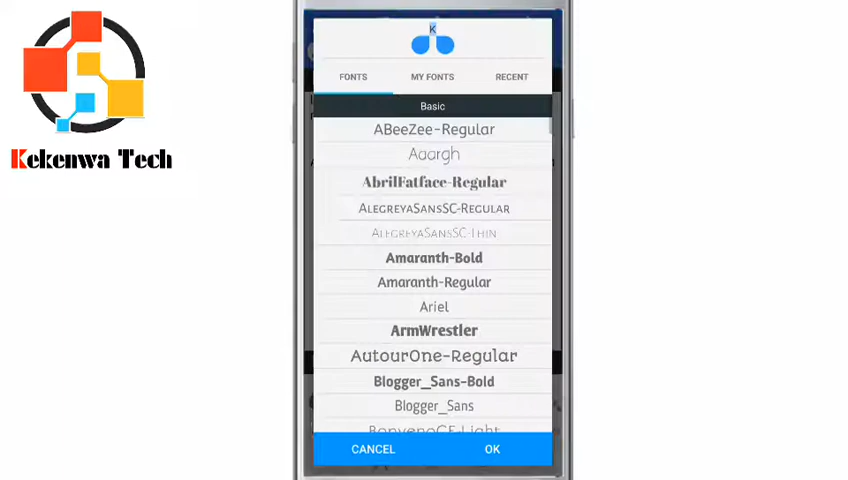 Kekenwa Tech
K
FONTS MY FONTS RECENT
Basic
ABeeZee-Regular
Aaargh
AbrilFatface-Regular
AlegreyaSansSC-Regular
AlegreyaSansSC-Thin
Amaranth-Bold
Amaranth-Regular
Ariel
ArmWrestler
AutourOne-Regular
Blogger_Sans-Bold
Blogger_Sans
CANCEL OK